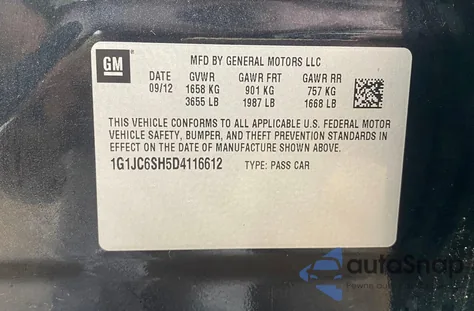 GM
MFD BY GENERAL MOTORS LLC
DATE GVWR GAWR FRT GAWR RR
09/12 1658 KG 901 KG 757 KG
3655 LB 1987 LB 1668 LB
THIS VEHICLE CONFORMS TO ALL APPLICABLE U.S. FEDERAL MOTOR
VEHICLE SAFETY, BUMPER, AND THEFT PREVENTION STANDARDS IN
EFFECT ON THE DATE OF MANUFACTURE SHOWN ABOVE.
1G1JC6SH5D4116612 TYPE: PASS CAR
autoSnap